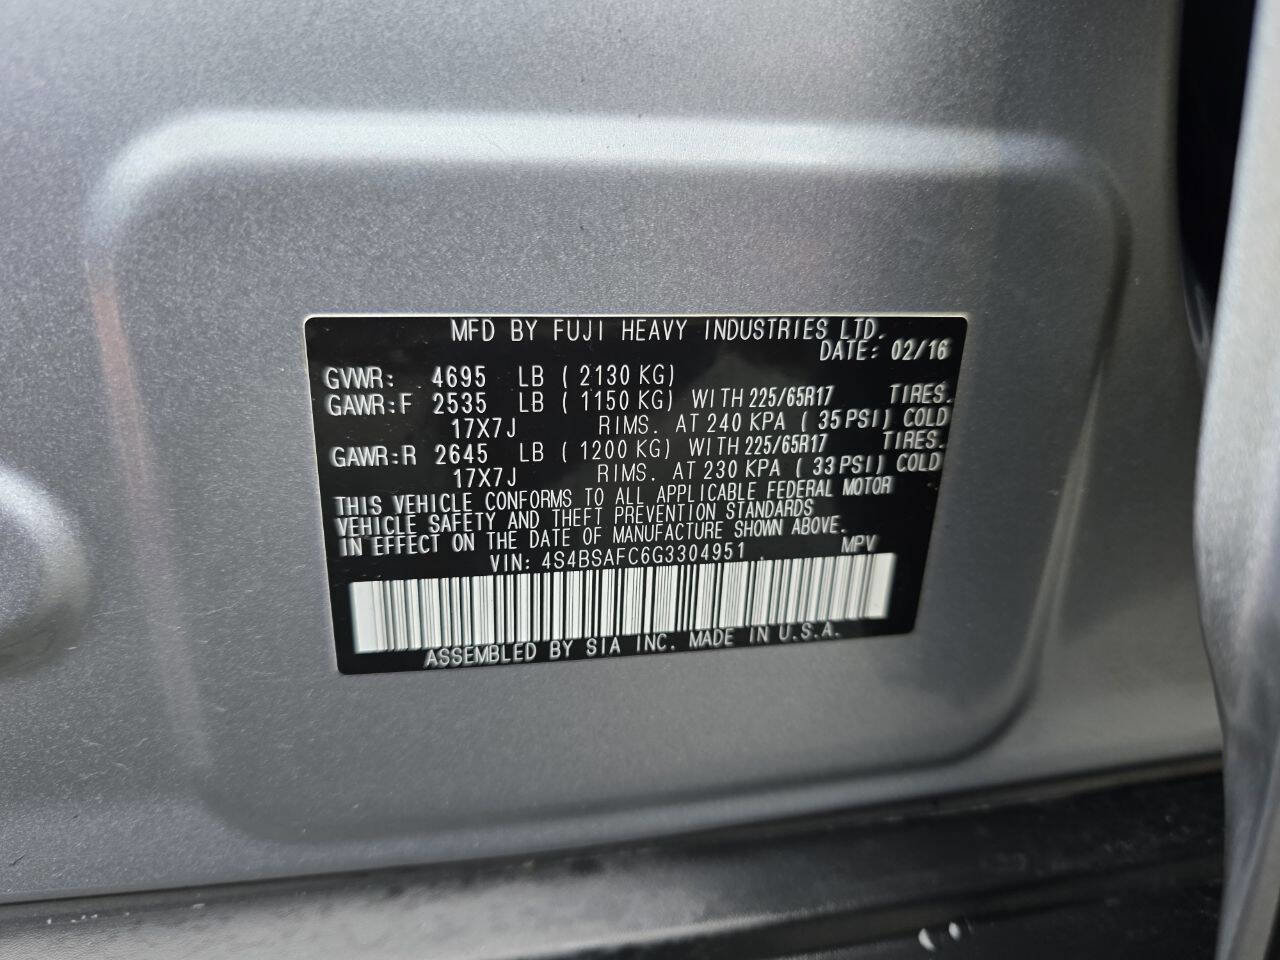 MFD BY FUJI HEAVY INDUSTRIES LTD.
DATE: 02/16
GVWR: 4695 LB ( 2130 KG)
GAWR:F 2535 LB ( 1150 KG) WITH 225/65R17 TIRES.
17X7J RIMS. AT 240 KPA ( 35 PSI) COLD
GAWR:R 2645 LB ( 1200 KG) WITH 225/65R17 TIRES.
17X7J RIMS. AT 230 KPA ( 33 PSI) COLD
THIS VEHICLE CONFORMS TO ALL APPLICABLE FEDERAL MOTOR
VEHICLE SAFETY AND THEFT PREVENTION STANDARDS
IN EFFECT ON THE DATE OF MANUFACTURE SHOWN ABOVE.
VIN: 4S4BSAFC6G3304951 . MPV
ASSEMBLED BY SIA INC. MADE IN U.S.A.